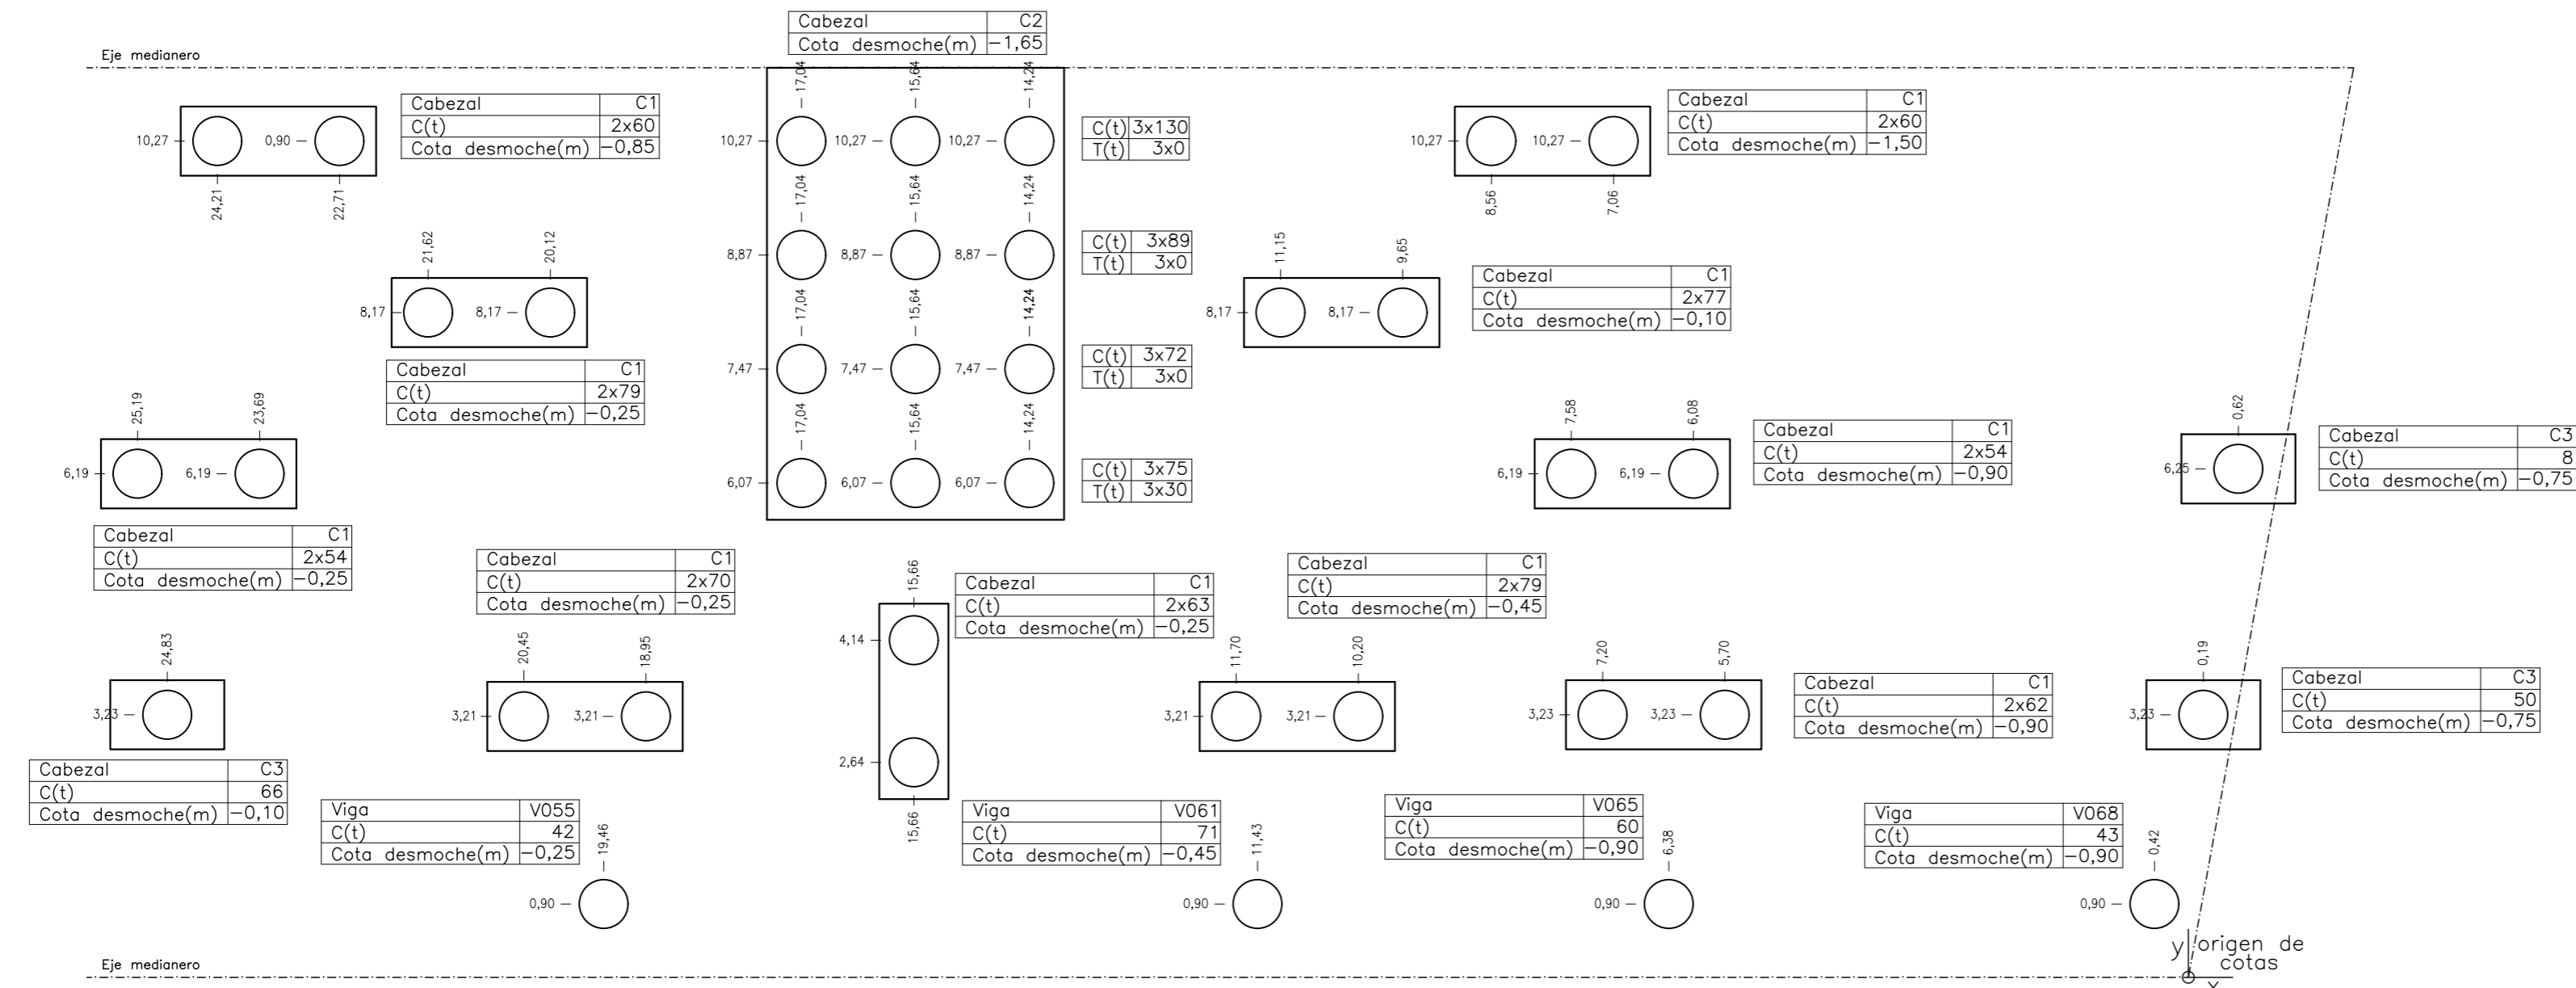 Cabezal C2
Cota desmoche(m) −1,65
Eje medianero
Cabezal C1
C(t) 2x60
Cota desmoche(m) −0,85
10,27
0,90
24,21
22,71
17,04
15,64
14,24
10,27
10,27
10,27
C(t) 3x130
T(t) 3x0
17,04
15,64
14,24
8,87
8,87
8,87
C(t) 3x89
T(t) 3x0
17,04
15,64
14,24
7,47
7,47
7,47
C(t) 3x72
T(t) 3x0
17,04
15,64
14,24
6,07
6,07
6,07
C(t) 3x75
T(t) 3x30
Cabezal C1
C(t) 2x60
Cota desmoche(m) −1,50
10,27
10,27
8,56
7,06
21,62
20,12
8,17
8,17
Cabezal C1
C(t) 2x79
Cota desmoche(m) −0,25
11,15
9,65
8,17
8,17
Cabezal C1
C(t) 2x77
Cota desmoche(m) −0,10
25,19
23,69
6,19
6,19
Cabezal C1
C(t) 2x54
Cota desmoche(m) −0,25
7,58
6,08
6,19
6,19
Cabezal C1
C(t) 2x54
Cota desmoche(m) −0,90
0,62
6,25
Cabezal C3
C(t) 8
Cota desmoche(m) −0,75
Cabezal C1
C(t) 2x70
Cota desmoche(m) −0,25
20,45
18,95
3,21
3,21
15,66
4,14
2,64
15,66
Cabezal C1
C(t) 2x63
Cota desmoche(m) −0,25
Cabezal C1
C(t) 2x79
Cota desmoche(m) −0,45
11,70
10,20
3,21
3,21
7,20
5,70
3,23
3,23
Cabezal C1
C(t) 2x62
Cota desmoche(m) −0,90
0,19
3,23
Cabezal C3
C(t) 50
Cota desmoche(m) −0,75
24,83
3,23
Cabezal C3
C(t) 66
Cota desmoche(m) −0,10
Viga V055
C(t) 42
Cota desmoche(m) −0,25
19,46
0,90
Viga V061
C(t) 71
Cota desmoche(m) −0,45
11,43
0,90
Viga V065
C(t) 60
Cota desmoche(m) −0,90
6,38
0,90
Viga V068
C(t) 43
Cota desmoche(m) −0,90
0,42
0,90
Eje medianero
y
origen de
cotas
x